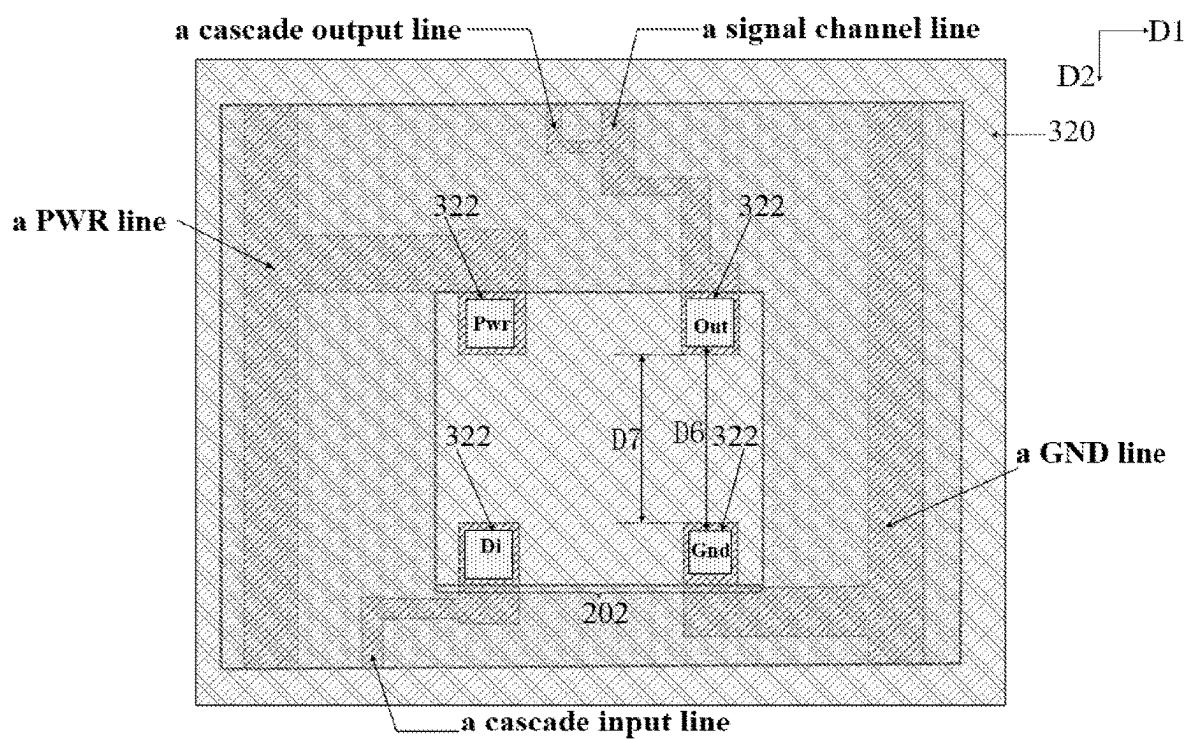 a cascade output line
a signal channel line
D1
D2
320
322
322
a PWR line
Pwr
Out
322
D7
D6
322
a GND line
Di
Gnd
202
a cascade input line